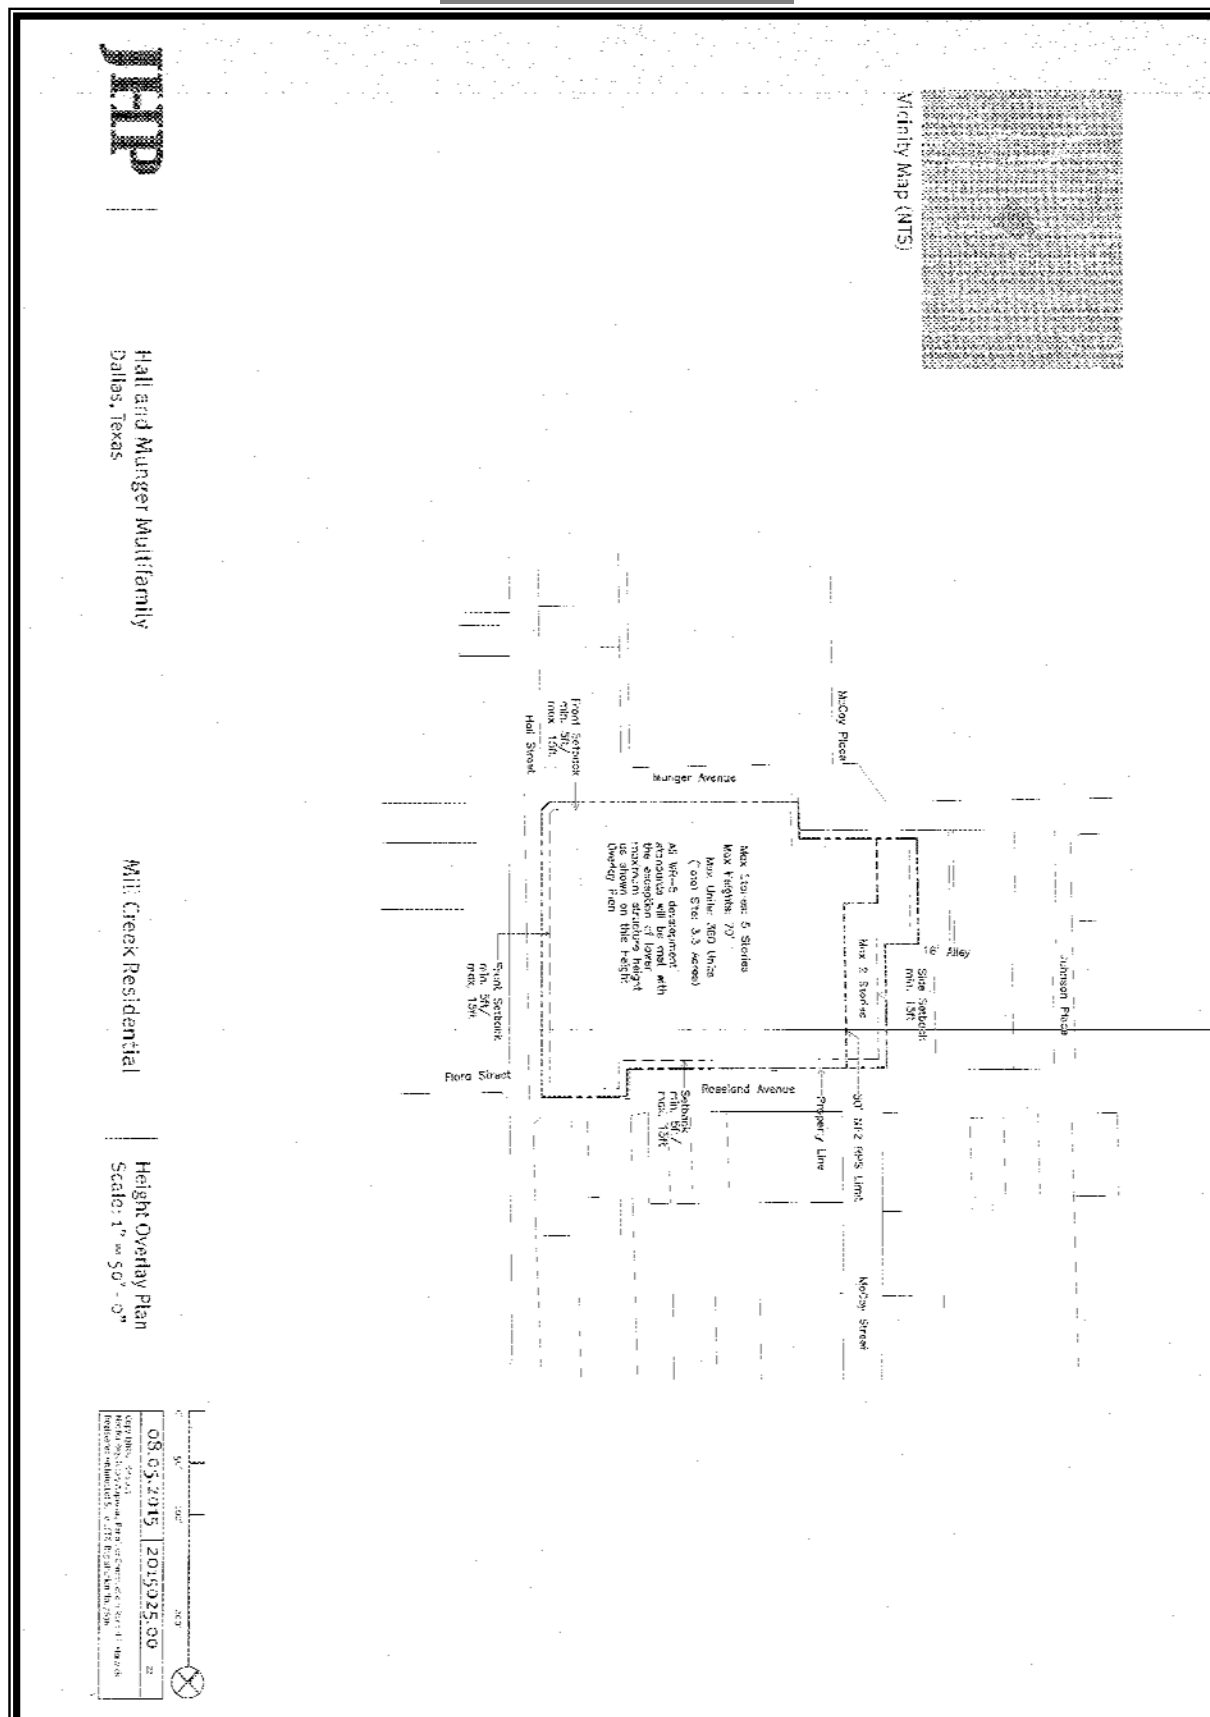 Vicinity Map (NTS)
Johnson Place
Alley
Side Setback
min. 15ft
McCoy Place
Max 2 Stories
McCoy Street
Property Line
Munger Avenue
Max Stories: 5 Stories
Max Heights: 70'
Max Units: 380 Units
(Total Site: 3.3 Acres)
All WR-5 development
standards will be met with
the exception of lower
maximum structure height
as shown on this Height
Overlay Plan
Roseland Avenue
Setback
min. 5ft/
max. 15ft
Front Setback
min. 5ft/
max 15ft
Hall Street
Front Setback
min. 5ft/
max. 15ft
Flora Street
JHP
Hall and Munger Multifamily
Dallas, Texas
Mill Creek Residential
Height Overlay Plan
Scale: 1" = 50' - 0"
0'
50'
100'
200'
08.05.2015
2015025.00